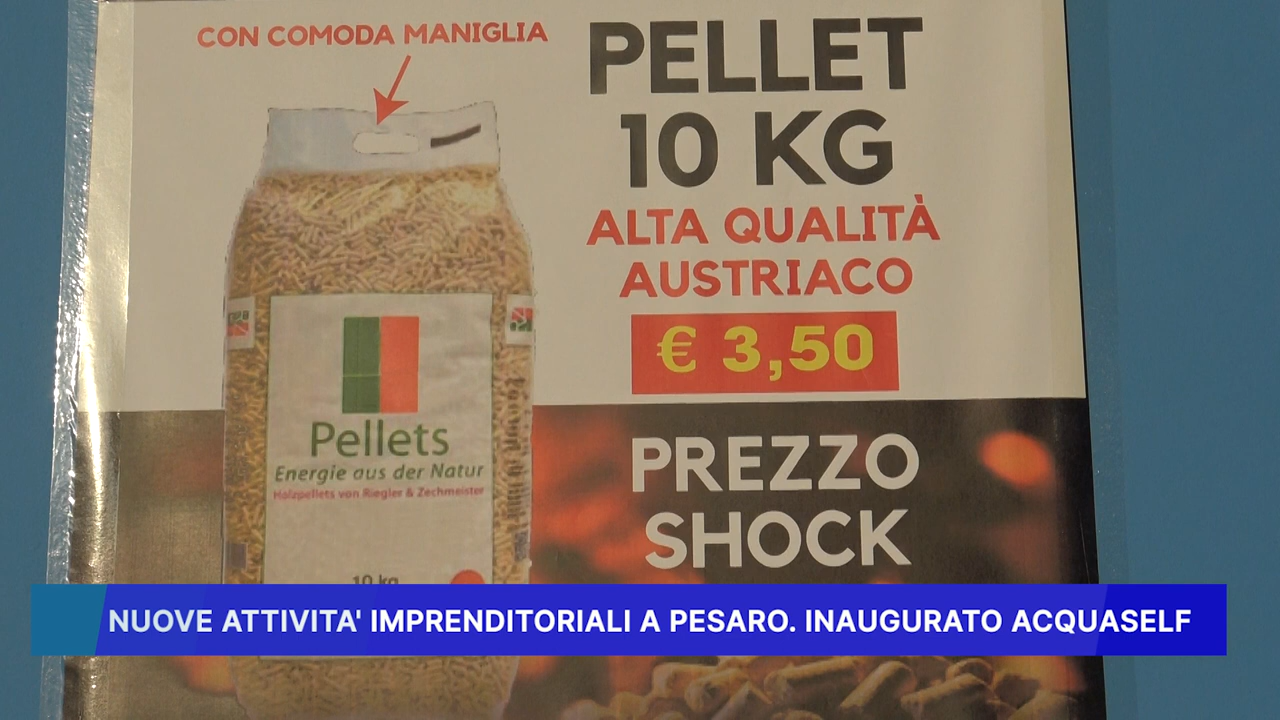 CON COMODA MANIGLIA
PELLET
10 KG
ALTA QUALITÀ
AUSTRIACO
€ 3,50
Pellets
Energie aus der Natur
Holzpellets von Riegler & Zechmeister
10 kg
PREZZO
SHOCK
NUOVE ATTIVITA' IMPRENDITORIALI A PESARO. INAUGURATO ACQUASELF